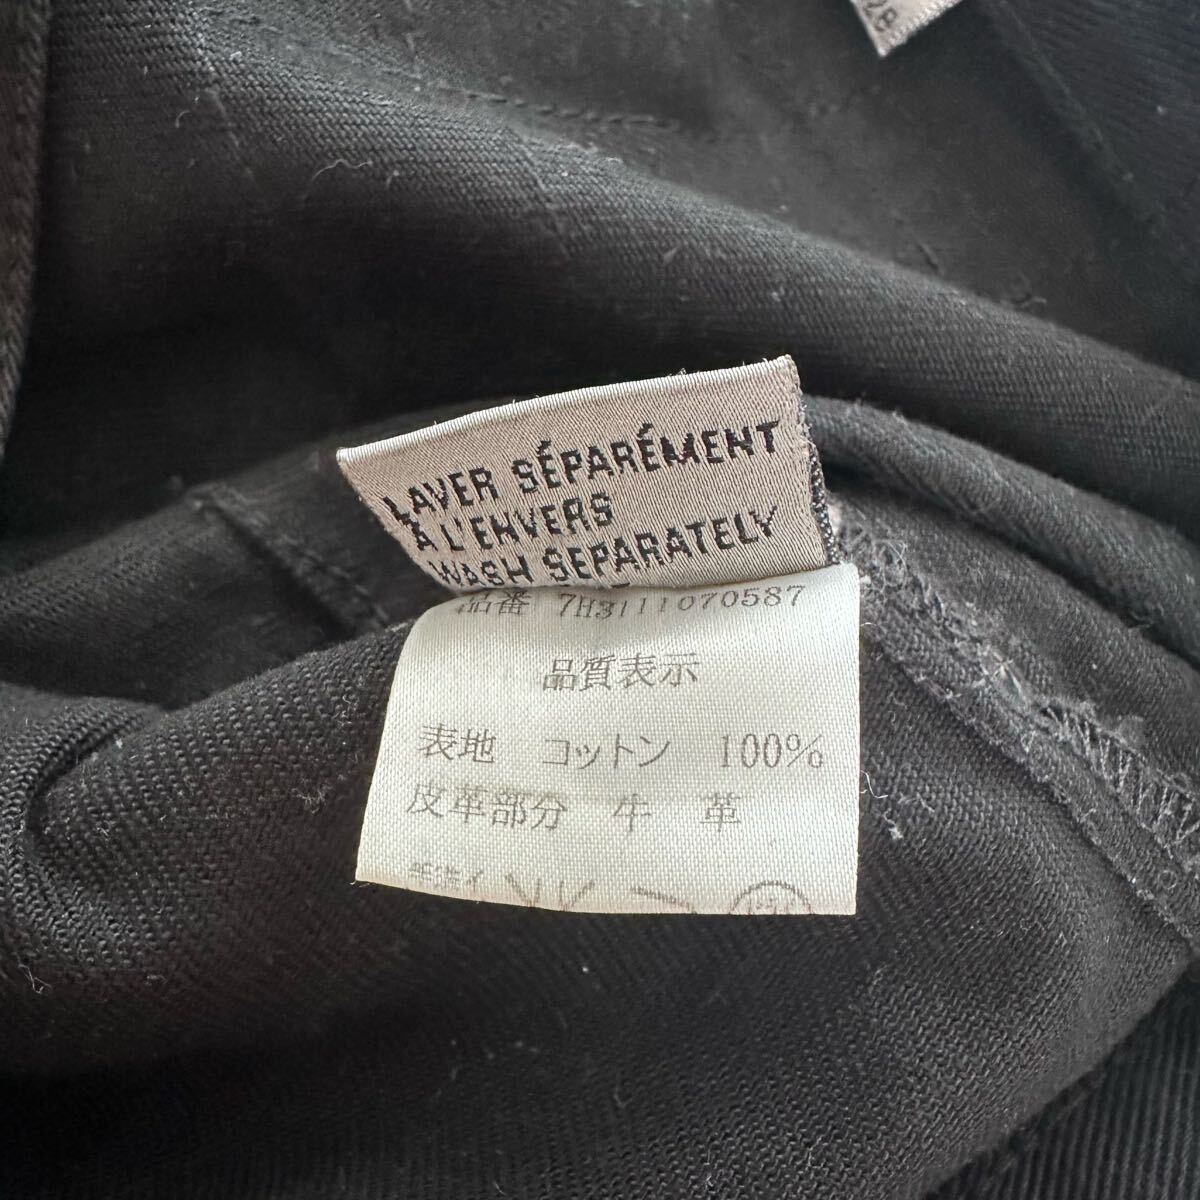 28
LAVER SÉPARÉMENT
À L'ENVERS
WASH SEPARATELY
品番 7H3111070587
品質表示
表地 コットン 100%
皮革部分 牛 革